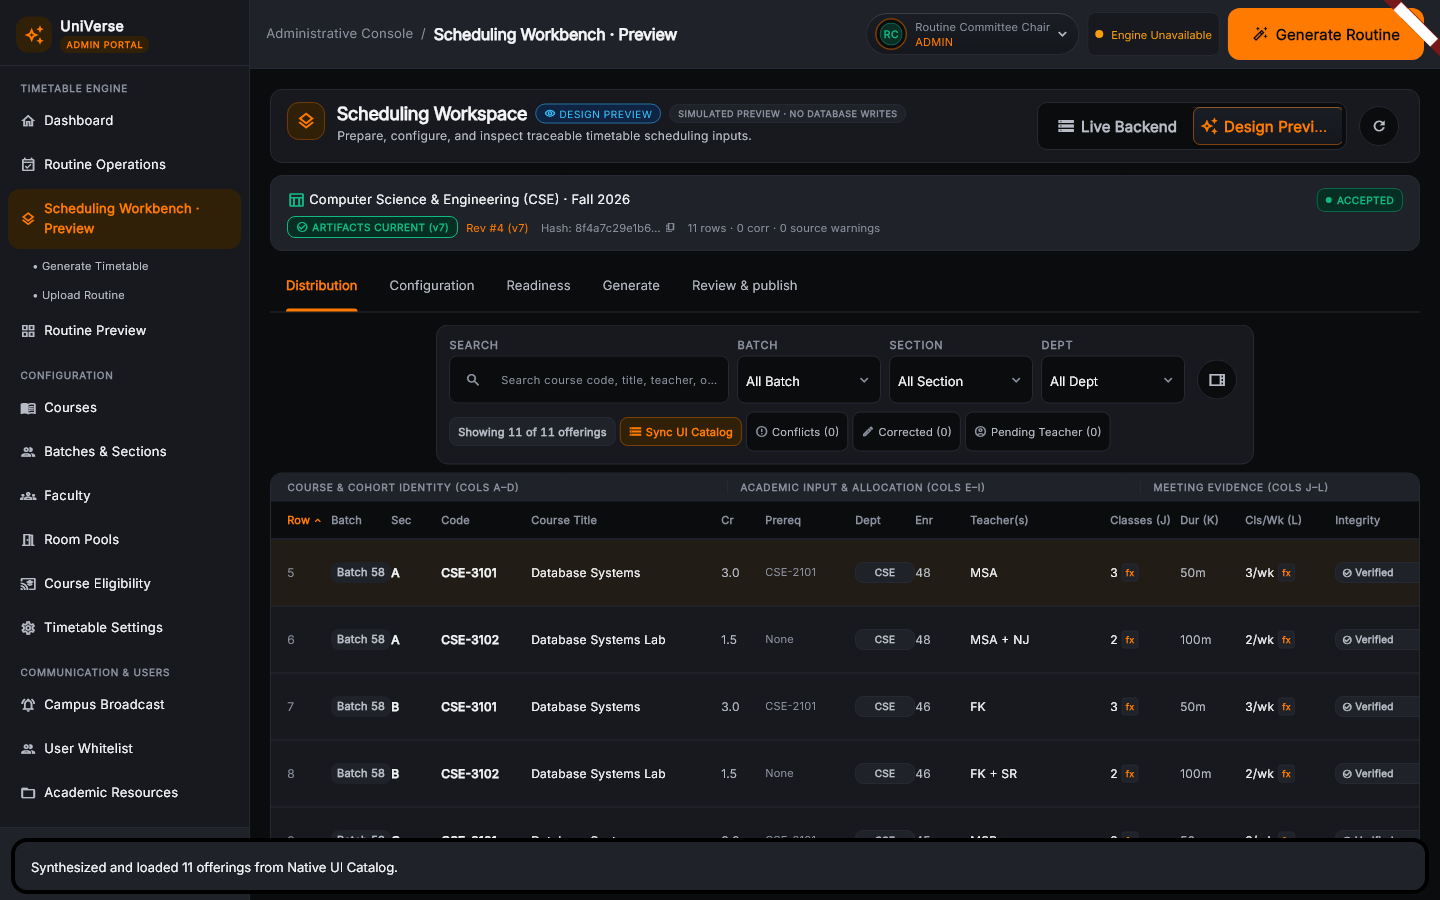 UniVerse
ADMIN PORTAL
Administrative Console / Scheduling Workbench · Preview
RC
Routine Committee Chair
ADMIN
Engine Unavailable
Generate Routine
TIMETABLE ENGINE
Dashboard
Routine Operations
Scheduling Workbench ·
Preview
• Generate Timetable
• Upload Routine
Routine Preview
CONFIGURATION
Courses
Batches & Sections
Faculty
Room Pools
Course Eligibility
Timetable Settings
COMMUNICATION & USERS
Campus Broadcast
User Whitelist
Academic Resources
Scheduling Workspace
DESIGN PREVIEW
SIMULATED PREVIEW · NO DATABASE WRITES
Prepare, configure, and inspect traceable timetable scheduling inputs.
Live Backend
Design Previ...
Computer Science & Engineering (CSE) · Fall 2026
ACCEPTED
ARTIFACTS CURRENT (v7)
Rev #4 (v7)
Hash: 8f4a7c29e1b6...
11 rows · 0 corr · 0 source warnings
Distribution
Configuration
Readiness
Generate
Review & publish
SEARCH
BATCH
SECTION
DEPT
Search course code, title, teacher, o...
All Batch
All Section
All Dept
Showing 11 of 11 offerings
Sync UI Catalog
Conflicts (0)
Corrected (0)
Pending Teacher (0)
COURSE & COHORT IDENTITY (COLS A–D)
ACADEMIC INPUT & ALLOCATION (COLS E–I)
MEETING EVIDENCE (COLS J–L)
Row Batch Sec Code Course Title Cr Prereq Dept Enr Teacher(s) Classes (J) Dur (K) Cls/Wk (L) Integrity
5 Batch 58 A CSE-3101 Database Systems 3.0 CSE-2101 CSE 48 MSA 3 fx 50m 3/wk fx Verified
6 Batch 58 A CSE-3102 Database Systems Lab 1.5 None CSE 48 MSA + NJ 2 fx 100m 2/wk fx Verified
7 Batch 58 B CSE-3101 Database Systems 3.0 CSE-2101 CSE 46 FK 3 fx 50m 3/wk fx Verified
8 Batch 58 B CSE-3102 Database Systems Lab 1.5 None CSE 46 FK + SR 2 fx 100m 2/wk fx Verified
Synthesized and loaded 11 offerings from Native UI Catalog.